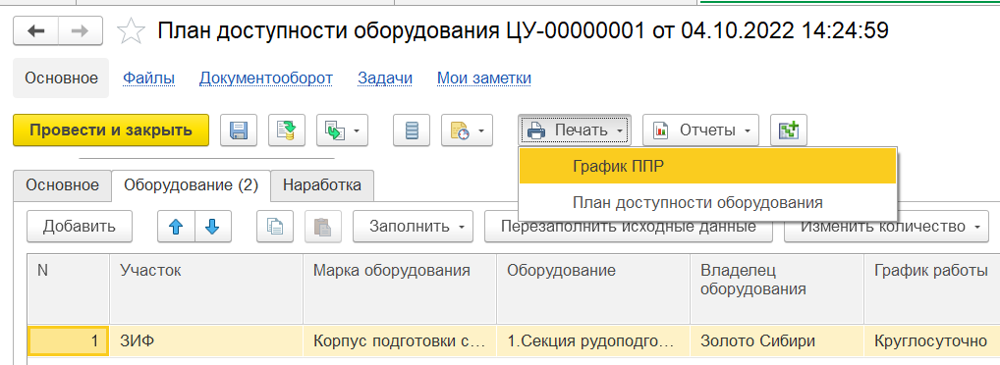 План доступности оборудования ЦУ-00000001 от 04.10.2022 14:24:59
Основное Файлы Документооборот Задачи Мои заметки
Провести и закрыть Печать Отчеты
График ППР
План доступности оборудования
Основное Оборудование (2) Наработка
Добавить Заполнить Перезаполнить исходные данные Изменить количество
N Участок Марка оборудования Оборудование Владелец оборудования График работы
1 ЗИФ Корпус подготовки с... 1.Секция рудоподго... Золото Сибири Круглосуточно